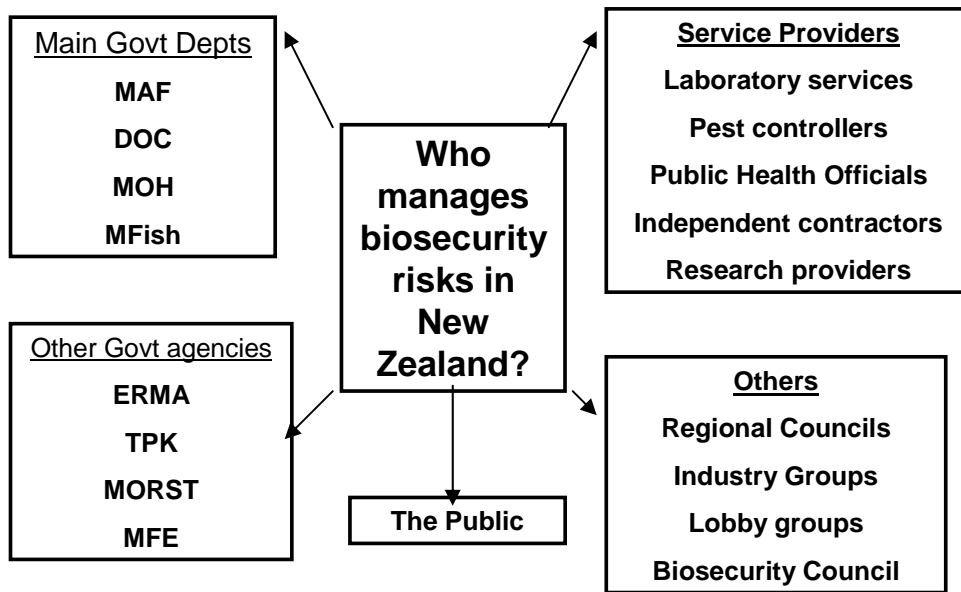 Main Govt Depts
MAF
DOC
MOH
MFish
Service Providers
Laboratory services
Pest controllers
Public Health Officials
Independent contractors
Research providers
Who
manages
biosecurity
risks in
New
Zealand?
Other Govt agencies
ERMA
TPK
MORST
MFE
The Public
Others
Regional Councils
Industry Groups
Lobby groups
Biosecurity Council